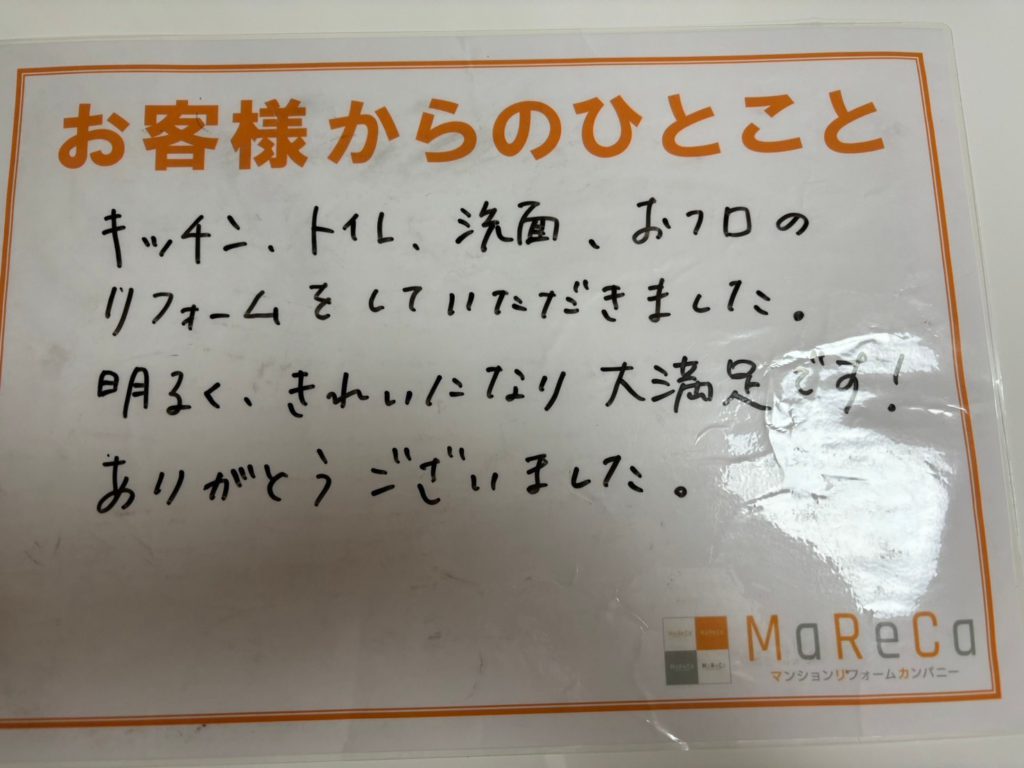 お客様からのひとこと
キッチン、トイレ、洗面、おフロの
リフォームをしていただきました。
明るく、きれいになり大満足です!
ありがとうございました。
MaReCa
マンションリフォームカンパニー